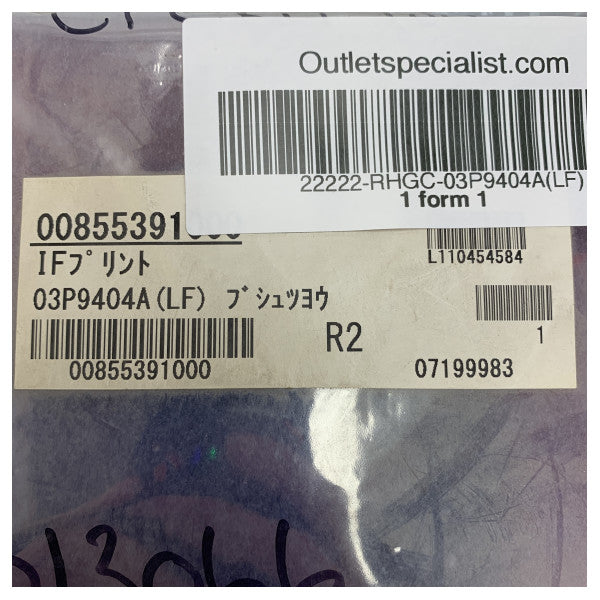 Outletspecialist.com
22222-RHGC-03P9404A(LF)
1 form 1
00855391000
L110454584
IFプリント
03P9404A(LF) ブシュツヨウ
R2
1
00855391000
07199983
013066